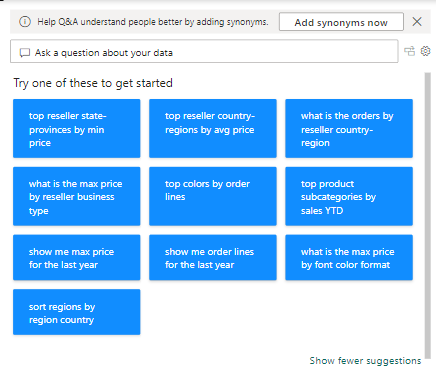 Help Q&A understand people better by adding synonyms. Add synonyms now
Ask a question about your data
Try one of these to get started
top reseller state-
provinces by min
price
top reseller country-
regions by avg price
what is the orders by
reseller country-
region
what is the max price
by reseller business
type
top colors by order
lines
top product
subcategories by
sales YTD
show me max price
for the last year
show me order lines
for the last year
what is the max price
by font color format
sort regions by
region country
Show fewer suggestions